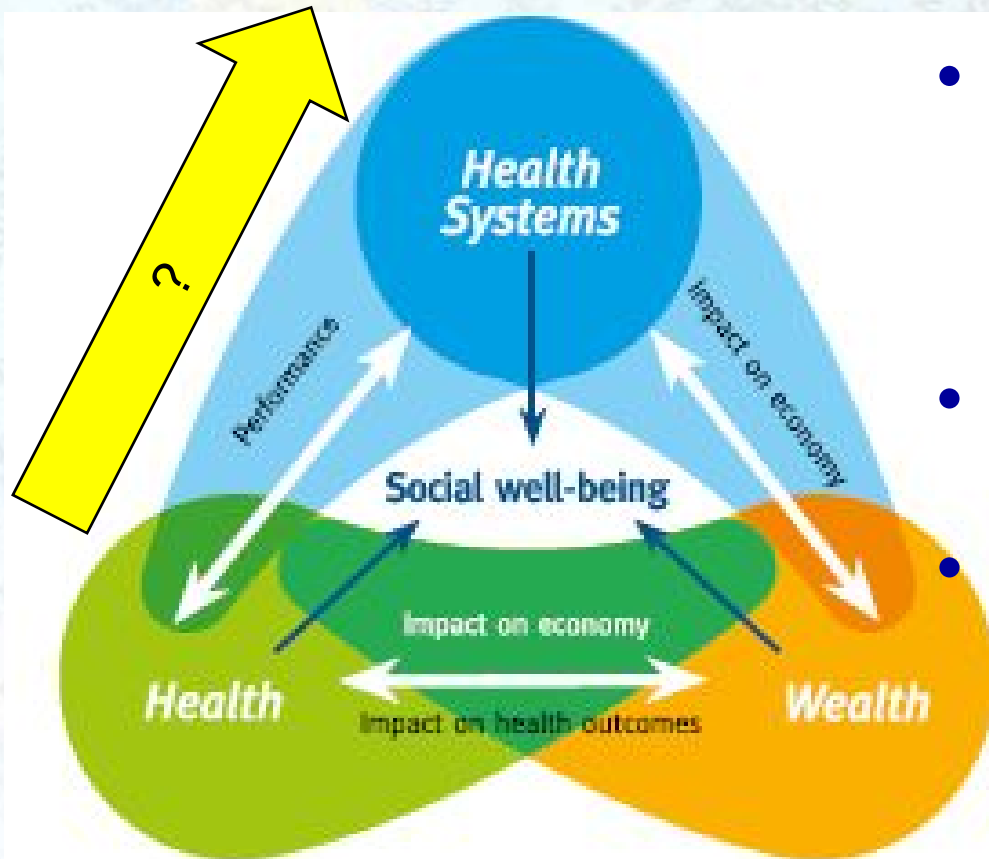 Health
Systems
?
Performance
Impact on economy
Social well-being
Impact on economy
Health
Wealth
Impact on health outcomes